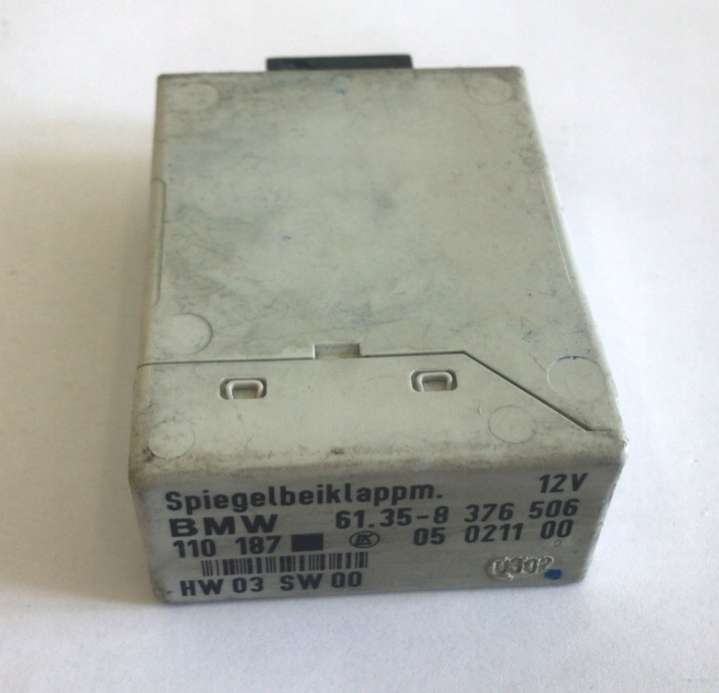 Spiegelbeiklappm. 12V
BMW 61.35-8 376 506
110 187 05 0211 00
HW 03 SW 00